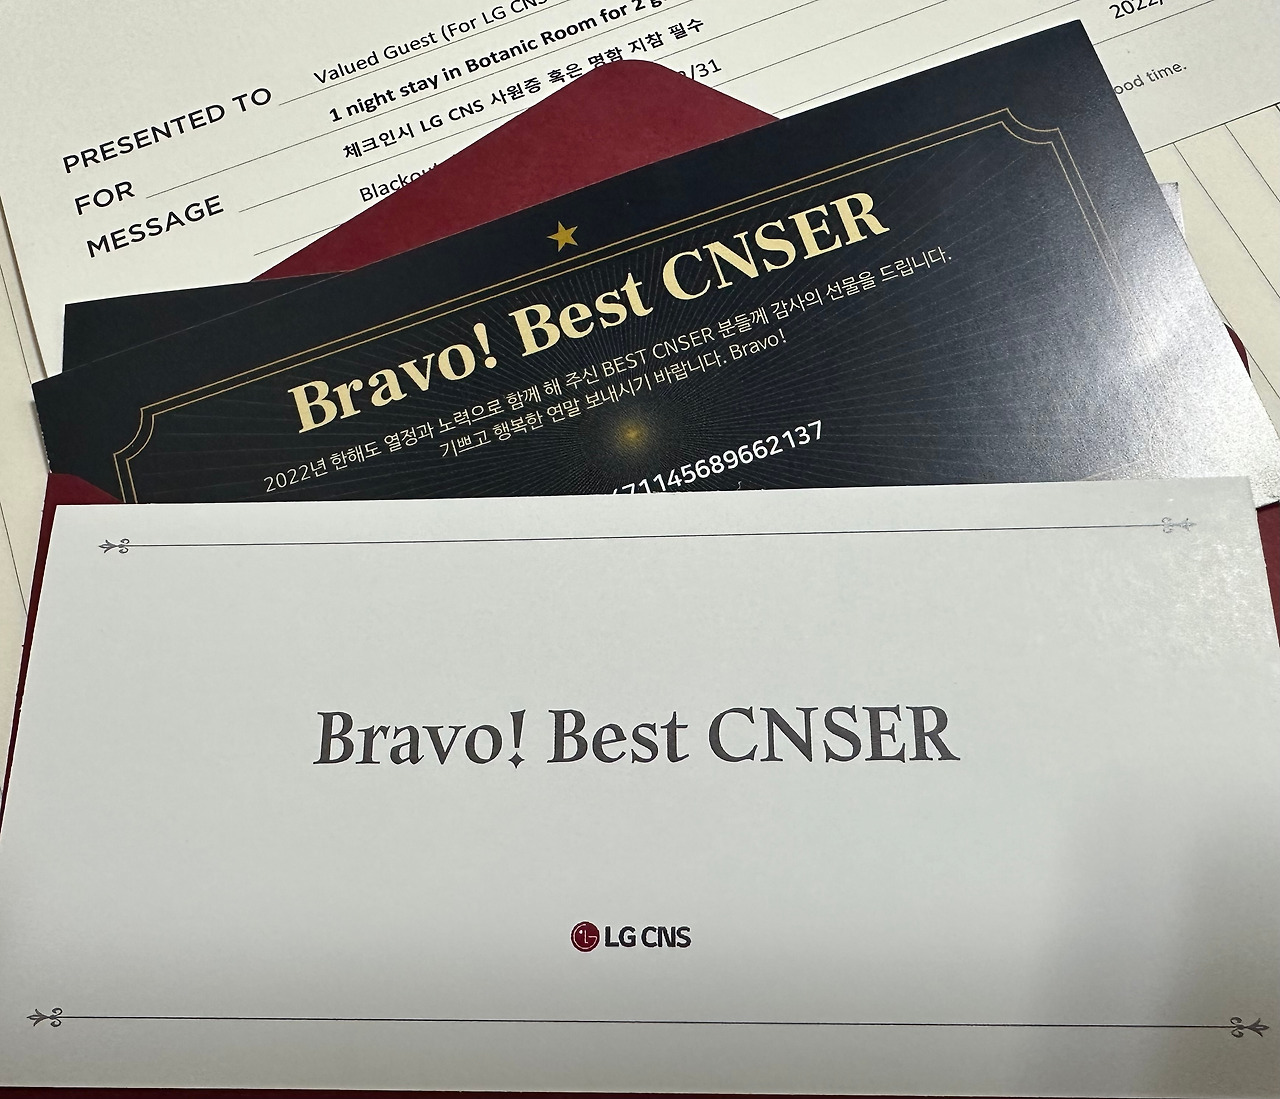 PRESENTED TO Valued Guest (For LG CNS
FOR 1 night stay in Botanic Room for 2
체크인시 LG CNS 사원증 혹은 명함 지참 필수
MESSAGE
/31
2022
good time.
Bravo! Best CNSER
2022년 한해도 열정과 노력으로 함께 해 주신 BEST CNSER 분들께 감사의 선물을 드립니다.
기쁘고 행복한 연말 보내시기 바랍니다. Bravo!
71145689662137
Bravo! Best CNSER
LG CNS